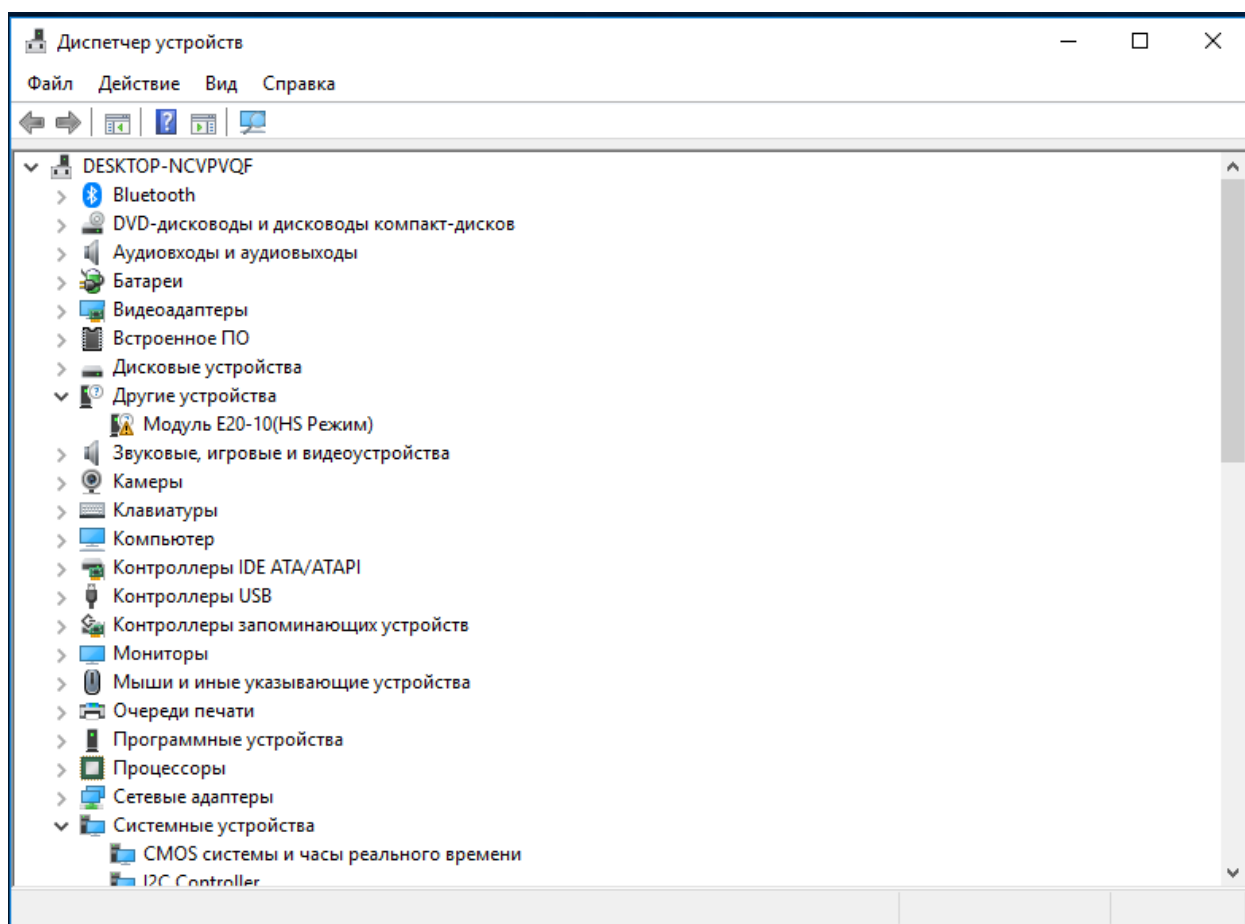 Диспетчер устройств
Файл Действие Вид Справка
DESKTOP-NCVPVQF
Bluetooth
DVD-дисководы и дисководы компакт-дисков
Аудиовходы и аудиовыходы
Батареи
Видеоадаптеры
Встроенное ПО
Дисковые устройства
Другие устройства
Модуль E20-10(HS Режим)
Звуковые, игровые и видеоустройства
Камеры
Клавиатуры
Компьютер
Контроллеры IDE ATA/ATAPI
Контроллеры USB
Контроллеры запоминающих устройств
Мониторы
Мыши и иные указывающие устройства
Очереди печати
Программные устройства
Процессоры
Сетевые адаптеры
Системные устройства
CMOS системы и часы реального времени
I2C Controller